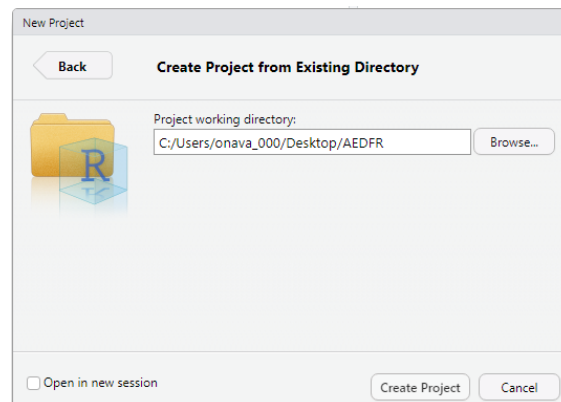 New Project
Back
Create Project from Existing Directory
Project working directory:
C:/Users/onava_000/Desktop/AEDFR
Browse...
R
Open in new session
Create Project
Cancel